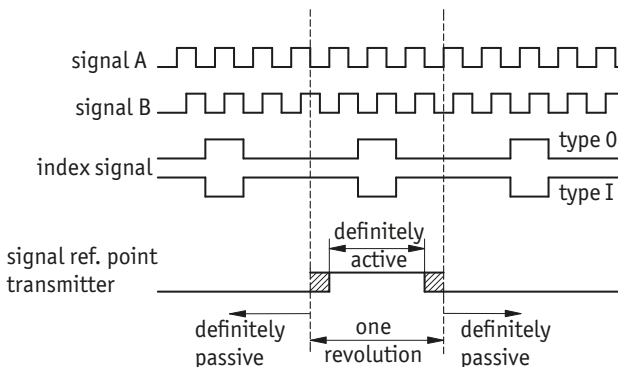 signal A
signal B
type 0
index signal
type I
definitely
active
signal ref. point
transmitter
definitely
passive
one
revolution
definitely
passive